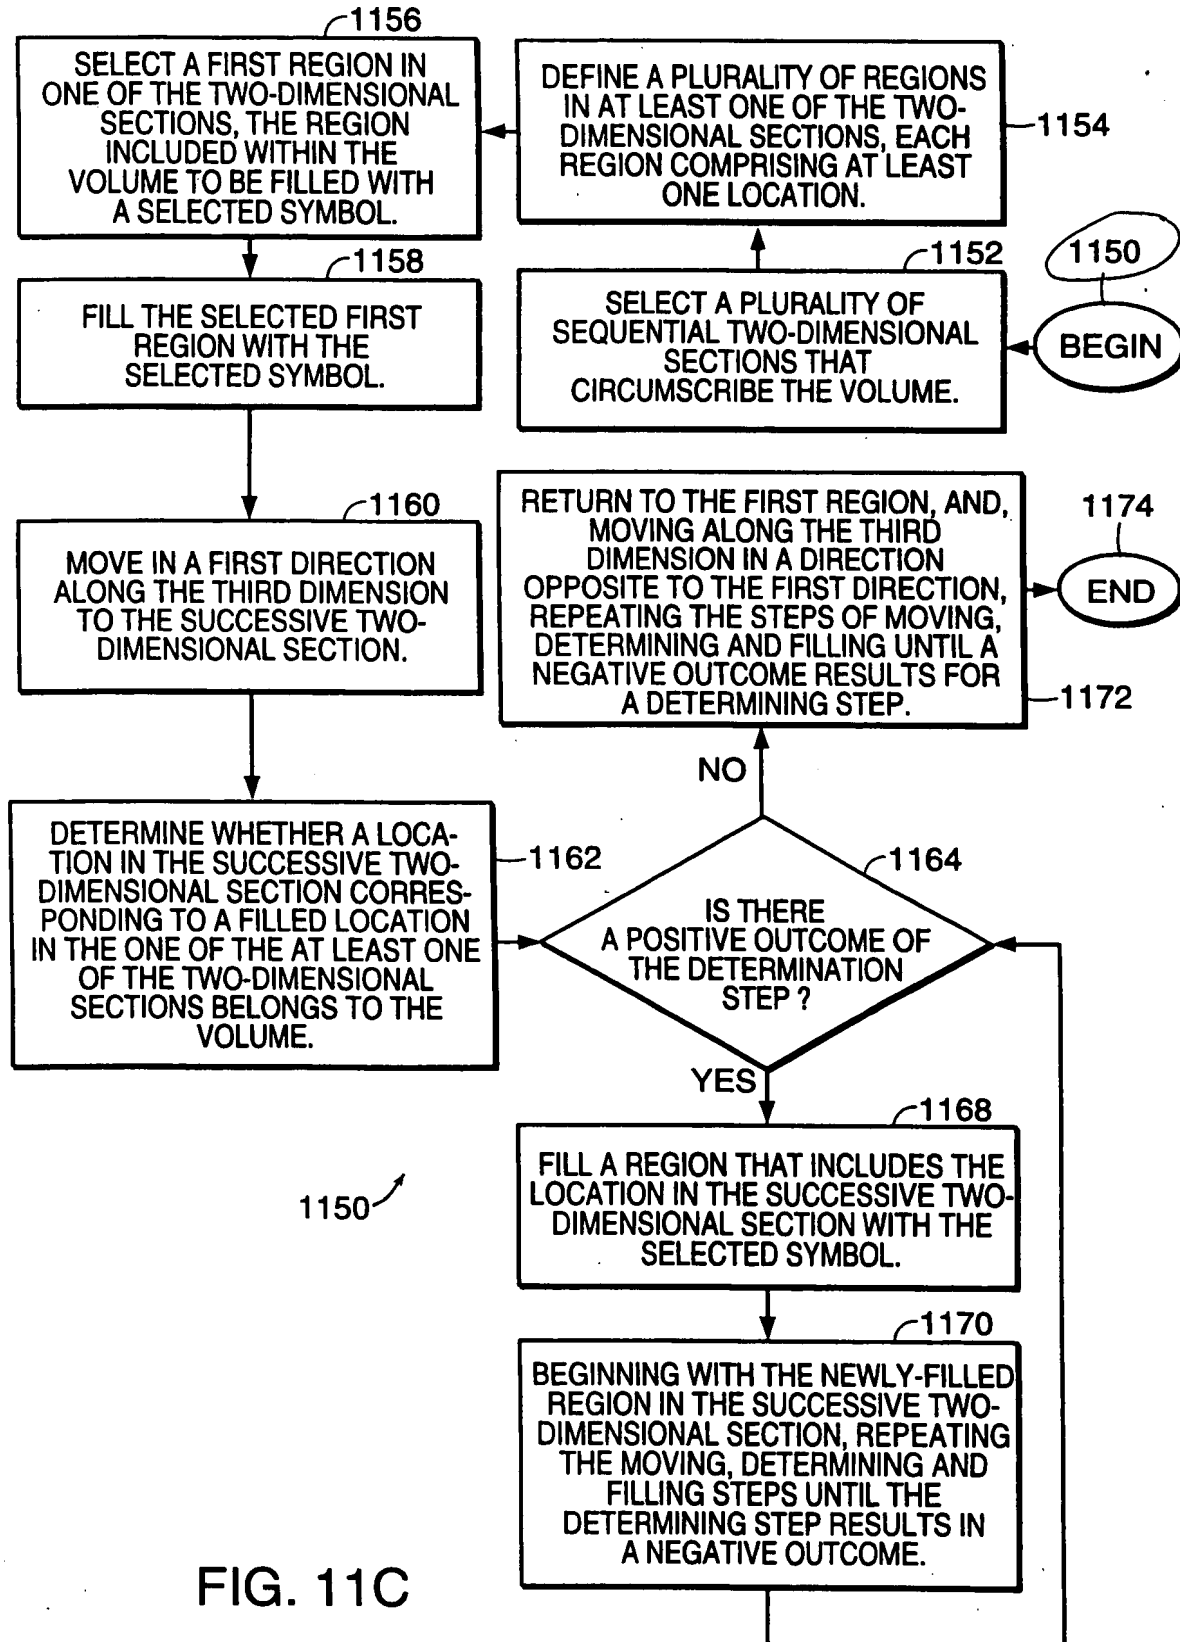 1150
BEGIN
1152
SELECT A PLURALITY OF
SEQUENTIAL TWO-DIMENSIONAL
SECTIONS THAT
CIRCUMSCRIBE THE VOLUME.
1154
DEFINE A PLURALITY OF REGIONS
IN AT LEAST ONE OF THE TWO-
DIMENSIONAL SECTIONS, EACH
REGION COMPRISING AT LEAST
ONE LOCATION.
1156
SELECT A FIRST REGION IN
ONE OF THE TWO-DIMENSIONAL
SECTIONS, THE REGION
INCLUDED WITHIN THE
VOLUME TO BE FILLED WITH
A SELECTED SYMBOL.
1158
FILL THE SELECTED FIRST
REGION WITH THE
SELECTED SYMBOL.
1160
MOVE IN A FIRST DIRECTION
ALONG THE THIRD DIMENSION
TO THE SUCCESSIVE TWO-
DIMENSIONAL SECTION.
1162
DETERMINE WHETHER A LOCA-
TION IN THE SUCCESSIVE TWO-
DIMENSIONAL SECTION CORRES-
PONDING TO A FILLED LOCATION
IN THE ONE OF THE AT LEAST ONE
OF THE TWO-DIMENSIONAL
SECTIONS BELONGS TO THE
VOLUME.
1164
IS THERE
A POSITIVE OUTCOME OF
THE DETERMINATION
STEP ?
NO
RETURN TO THE FIRST REGION, AND,
MOVING ALONG THE THIRD
DIMENSION IN A DIRECTION
OPPOSITE TO THE FIRST DIRECTION,
REPEATING THE STEPS OF MOVING,
DETERMINING AND FILLING UNTIL A
NEGATIVE OUTCOME RESULTS FOR
A DETERMINING STEP.
1172
1174
END
YES
1168
FILL A REGION THAT INCLUDES THE
LOCATION IN THE SUCCESSIVE TWO-
DIMENSIONAL SECTION WITH THE
SELECTED SYMBOL.
1170
BEGINNING WITH THE NEWLY-FILLED
REGION IN THE SUCCESSIVE TWO-
DIMENSIONAL SECTION, REPEATING
THE MOVING, DETERMINING AND
FILLING STEPS UNTIL THE
DETERMINING STEP RESULTS IN
A NEGATIVE OUTCOME.
1150
FIG. 11C